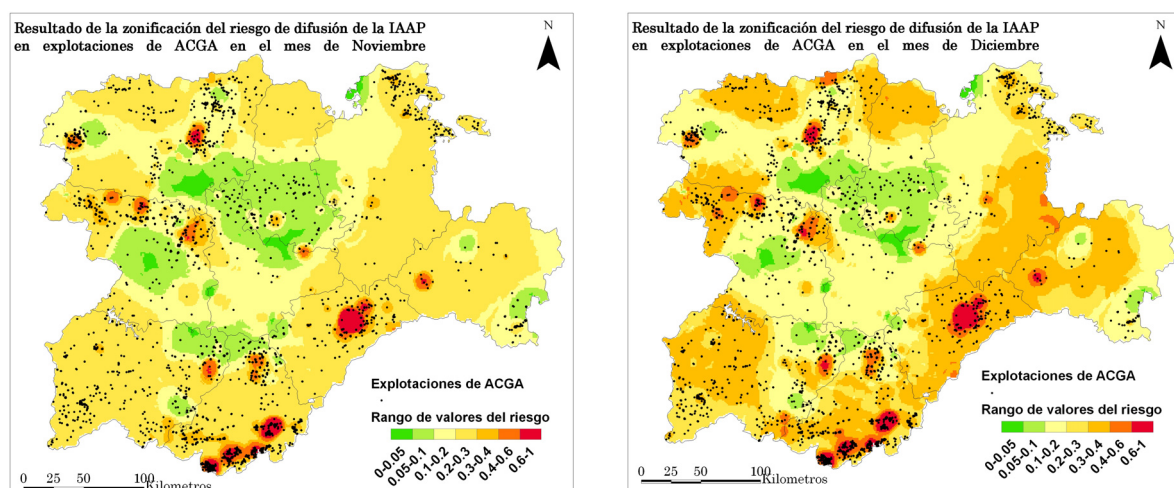 Resultado de la zonificación del riesgo de difusión de la IAAP
en explotaciones de ACGA en el mes de Noviembre
N
Explotaciones de ACGA
Rango de valores del riesgo
0-0.05
0.05-0.1
0.1-0.2
0.2-0.3
0.3-0.4
0.4-0.6
0.6-1
0 25 50 100
Kilometros
Resultado de la zonificación del riesgo de difusión de la IAAP
en explotaciones de ACGA en el mes de Diciembre
N
Explotaciones de ACGA
Rango de valores del riesgo
0-0.05
0.05-0.1
0.1-0.2
0.2-0.3
0.3-0.4
0.4-0.6
0.6-1
0 25 50 100
Kilometros